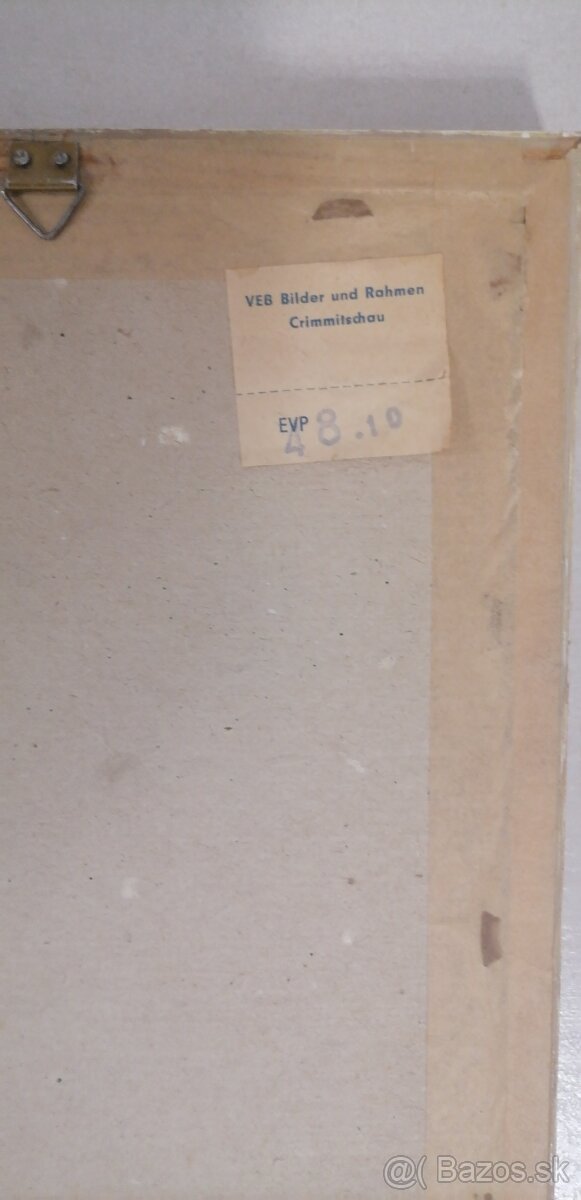 VEB Bilder und Rahmen
Crimmitschau
EVP 48.10
@( Bazos.sk